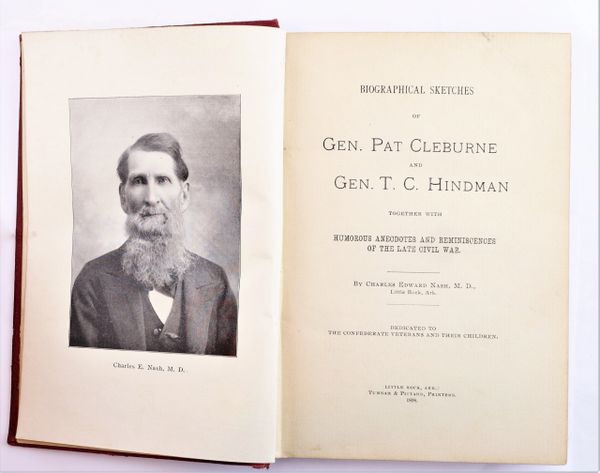 Charles E. Nash, M. D.
BIOGRAPHICAL SKETCHES
OF
GEN. PAT CLEBURNE
AND
GEN. T. C. HINDMAN
TOGETHER WITH
HUMOROUS ANECDOTES AND REMINISCENCES
OF THE LATE CIVIL WAR.
BY CHARLES EDWARD NASH, M. D.,
Little Rock, Ark.
DEDICATED TO
THE CONFEDERATE VETERANS AND THEIR CHILDREN.
LITTLE ROCK, ARK.:
TUNNAH & PITTARD, PRINTERS.
1898.